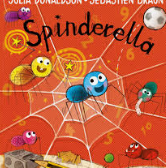 JULIA DONALDSON • SEBASTIEN BRAUN
Spinderella